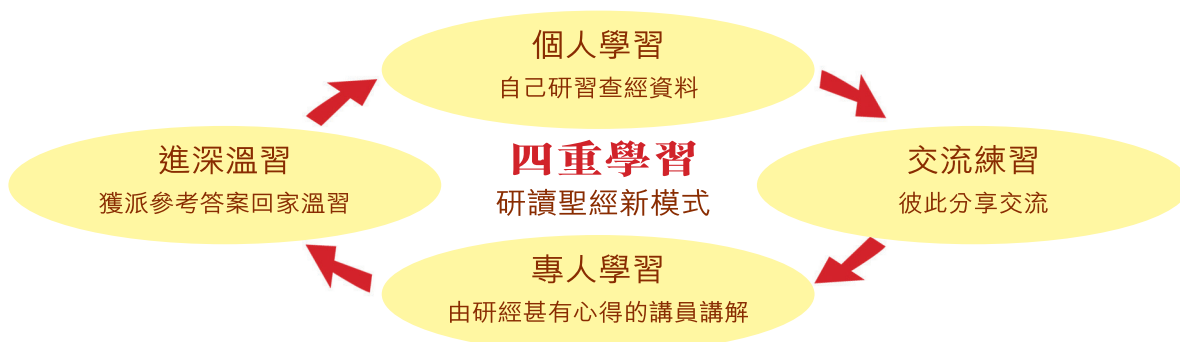 個人學習
自己研習查經資料
進深溫習
獲派參考答案回家溫習
四重學習
研讀聖經新模式
交流練習
彼此分享交流
專人學習
由研經甚有心得的講員講解